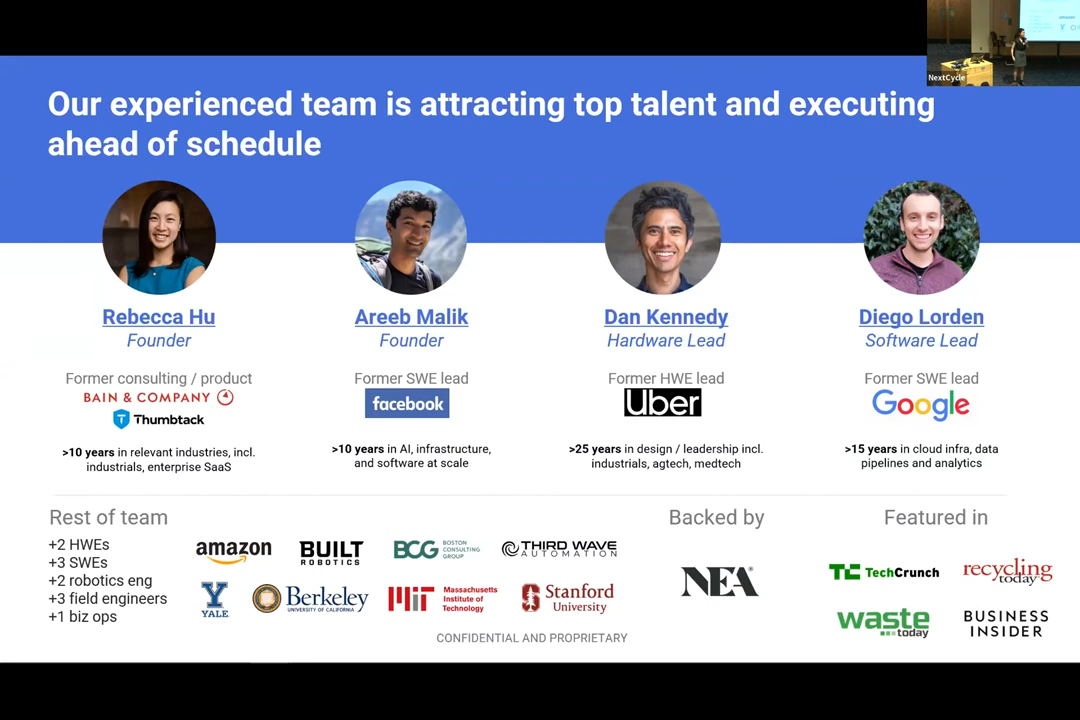 NextCycle
Our experienced team is attracting top talent and executing
ahead of schedule
Rebecca Hu
Founder
Former consulting / product
BAIN & COMPANY
Thumbtack
>10 years in relevant industries, incl.
industrials, enterprise SaaS
Areeb Malik
Founder
Former SWE lead
facebook
>10 years in AI, infrastructure,
and software at scale
Dan Kennedy
Hardware Lead
Former HWE lead
Uber
>25 years in design / leadership incl.
industrials, agtech, medtech
Diego Lorden
Software Lead
Former SWE lead
Google
>15 years in cloud infra, data
pipelines and analytics
Rest of team
+2 HWEs
+3 SWEs
+2 robotics eng
+3 field engineers
+1 biz ops
amazon
BUILT
ROBOTICS
BCG
BOSTON
CONSULTING
GROUP
THIRD WAVE
AUTOMATION
Y
YALE
Berkeley
UNIVERSITY OF CALIFORNIA
MIT
Massachusetts
Institute of
Technology
Stanford
University
Backed by
NEA
Featured in
TC TechCrunch
recycling
today
waste
today
BUSINESS
INSIDER
CONFIDENTIAL AND PROPRIETARY